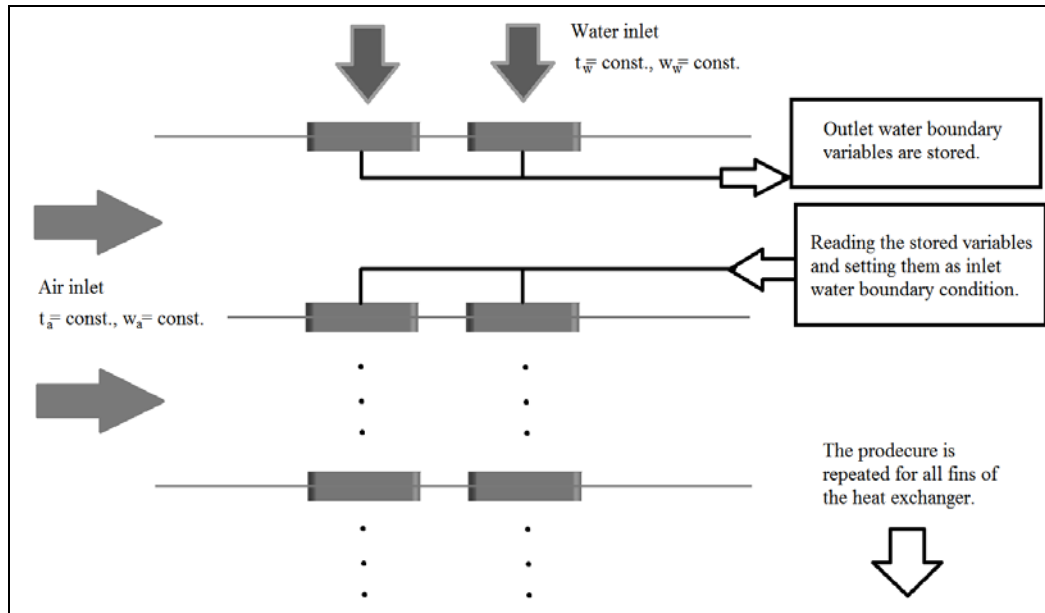 Water inlet
t_w = const., w_w = const.
Outlet water boundary
variables are stored.
Reading the stored variables
and setting them as inlet
water boundary condition.
Air inlet
t_a = const., w_a = const.
The prodecure is
repeated for all fins of
the heat exchanger.